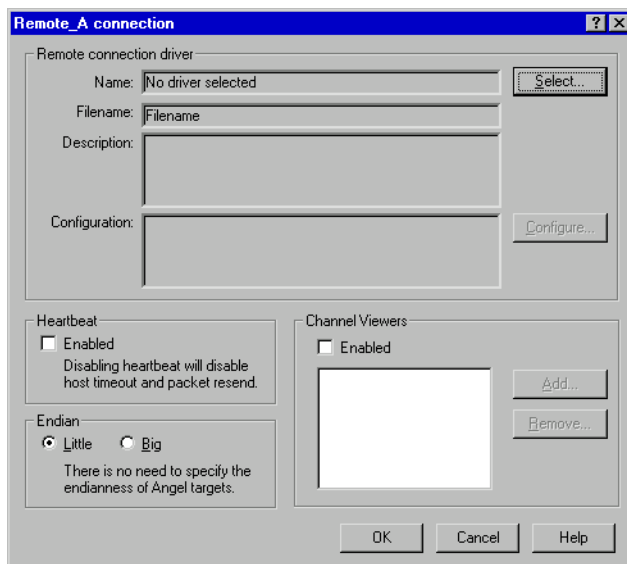 Remote_A connection
Remote connection driver
Name: No driver selected
Select...
Filename: Filename
Description:
Configuration:
Configure...
Heartbeat
Enabled
Disabling heartbeat will disable
host timeout and packet resend.
Channel Viewers
Enabled
Add...
Remove...
Endian
Little Big
There is no need to specify the
endianness of Angel targets.
OK Cancel Help